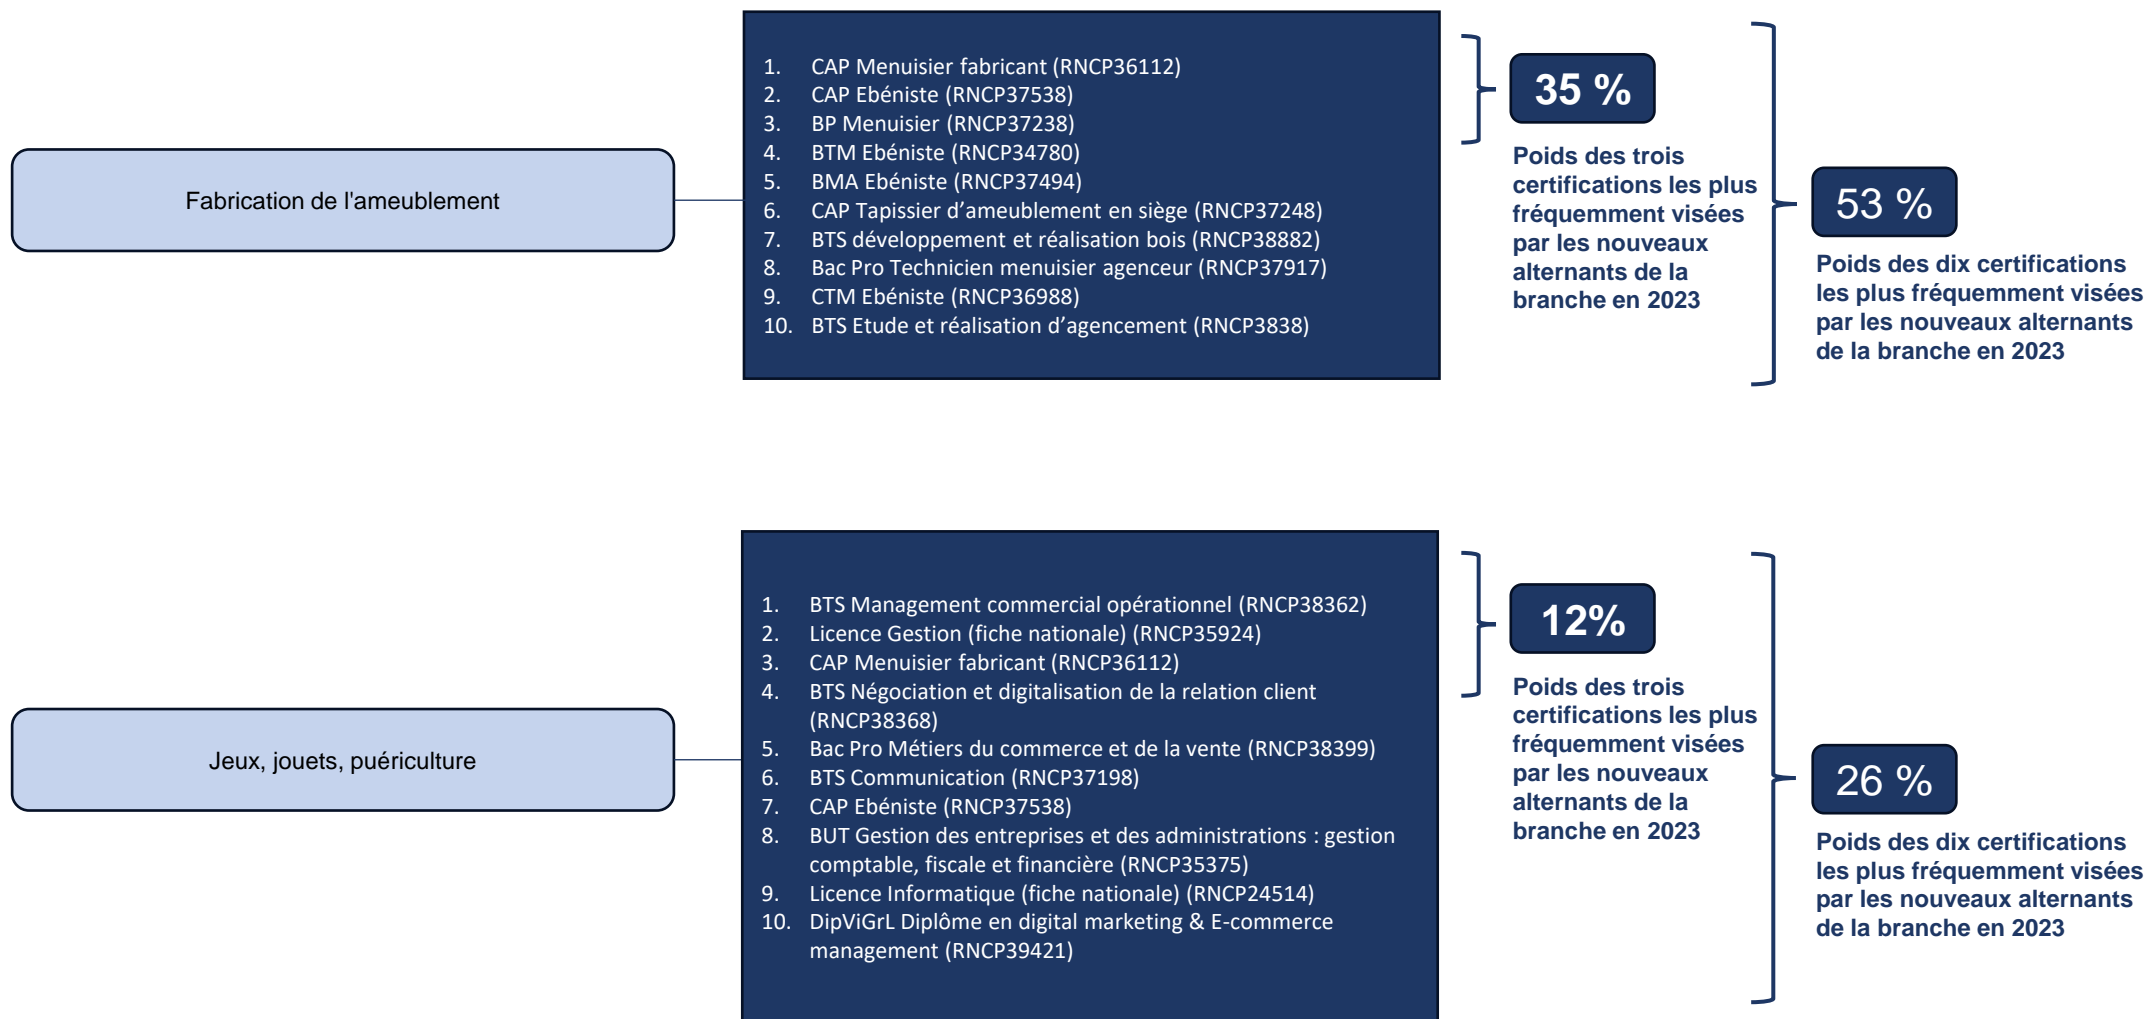 Fabrication de l'ameublement
1. CAP Menuisier fabricant (RNCP36112)
2. CAP Ebéniste (RNCP37538)
3. BP Menuisier (RNCP37238)
4. BTM Ebéniste (RNCP34780)
5. BMA Ebéniste (RNCP37494)
6. CAP Tapissier d’ameublement en siège (RNCP37248)
7. BTS développement et réalisation bois (RNCP38882)
8. Bac Pro Technicien menuisier agenceur (RNCP37917)
9. CTM Ebéniste (RNCP36988)
10. BTS Etude et réalisation d’agencement (RNCP3838)
35 %
Poids des trois
certifications les plus
fréquemment visées
par les nouveaux
alternants de la
branche en 2023
53 %
Poids des dix certifications
les plus fréquemment visées
par les nouveaux alternants
de la branche en 2023
Jeux, jouets, puériculture
1. BTS Management commercial opérationnel (RNCP38362)
2. Licence Gestion (fiche nationale) (RNCP35924)
3. CAP Menuisier fabricant (RNCP36112)
4. BTS Négociation et digitalisation de la relation client
(RNCP38368)
5. Bac Pro Métiers du commerce et de la vente (RNCP38399)
6. BTS Communication (RNCP37198)
7. CAP Ebéniste (RNCP37538)
8. BUT Gestion des entreprises et des administrations : gestion
comptable, fiscale et financière (RNCP35375)
9. Licence Informatique (fiche nationale) (RNCP24514)
10. DipViGrL Diplôme en digital marketing & E-commerce
management (RNCP39421)
12%
Poids des trois
certifications les plus
fréquemment visées
par les nouveaux
alternants de la
branche en 2023
26 %
Poids des dix certifications
les plus fréquemment visées
par les nouveaux alternants
de la branche en 2023